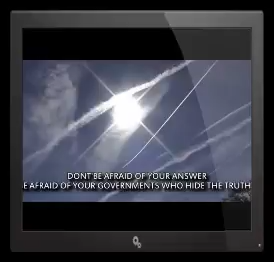 DONT BE AFRAID OF YOUR ANSWER
E AFRAID OF YOUR GOVERNMENTS WHO HIDE THE TRUTH